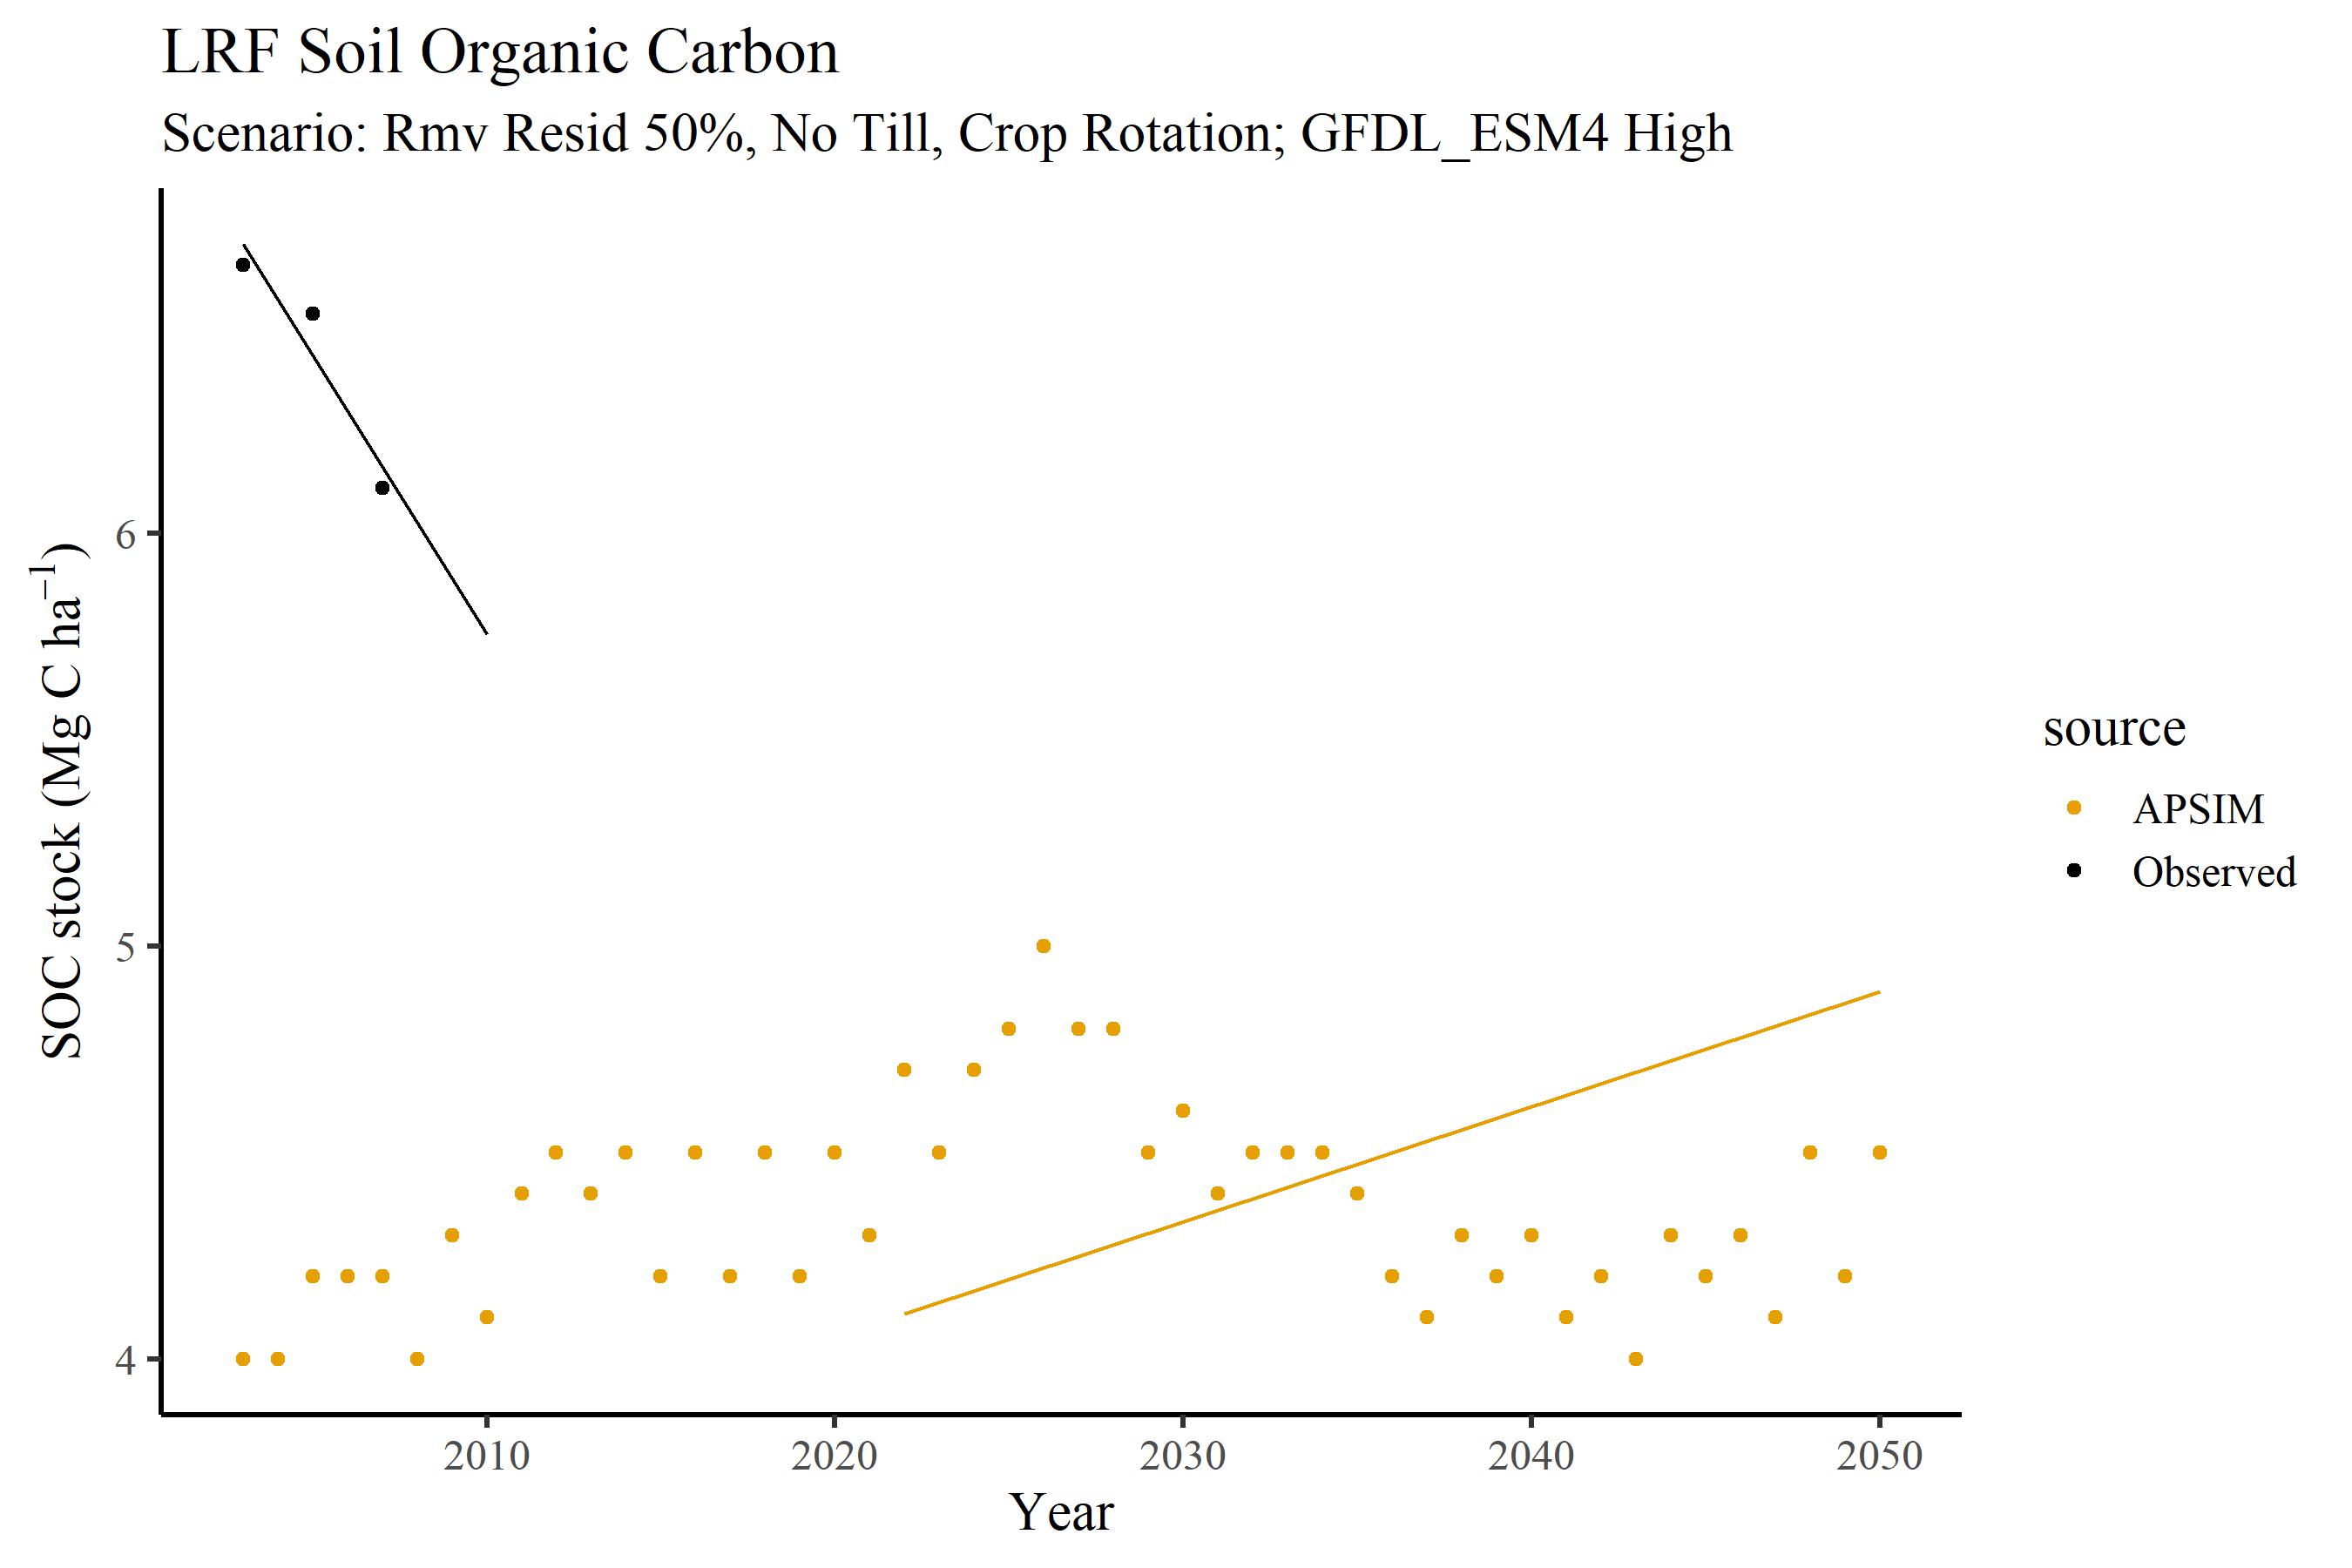 LRF Soil Organic Carbon
Scenario: Rmv Resid 50%, No Till, Crop Rotation; GFDL_ESM4 High
SOC stock (Mg C ha⁻¹)
6
5
4
2010 2020 2030 2040 2050
Year
source
APSIM
Observed